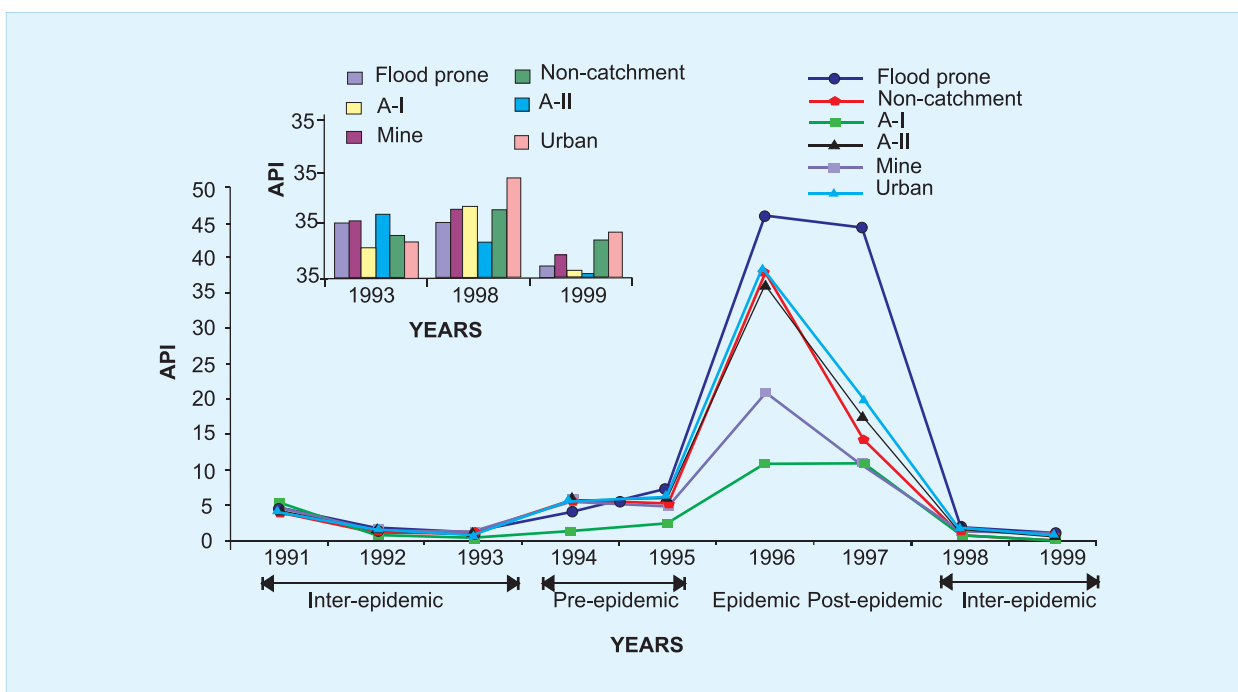 Flood prone
A-I
Mine
Non-catchment
A-II
Urban
35
35
35
35
API
1993 1998 1999
YEARS
Flood prone
Non-catchment
A-I
A-II
Mine
Urban
50
45
40
35
30
25
20
15
10
5
0
API
1991 1992 1993 1994 1995 1996 1997 1998 1999
Inter-epidemic Pre-epidemic Epidemic Post-epidemic Inter-epidemic
YEARS